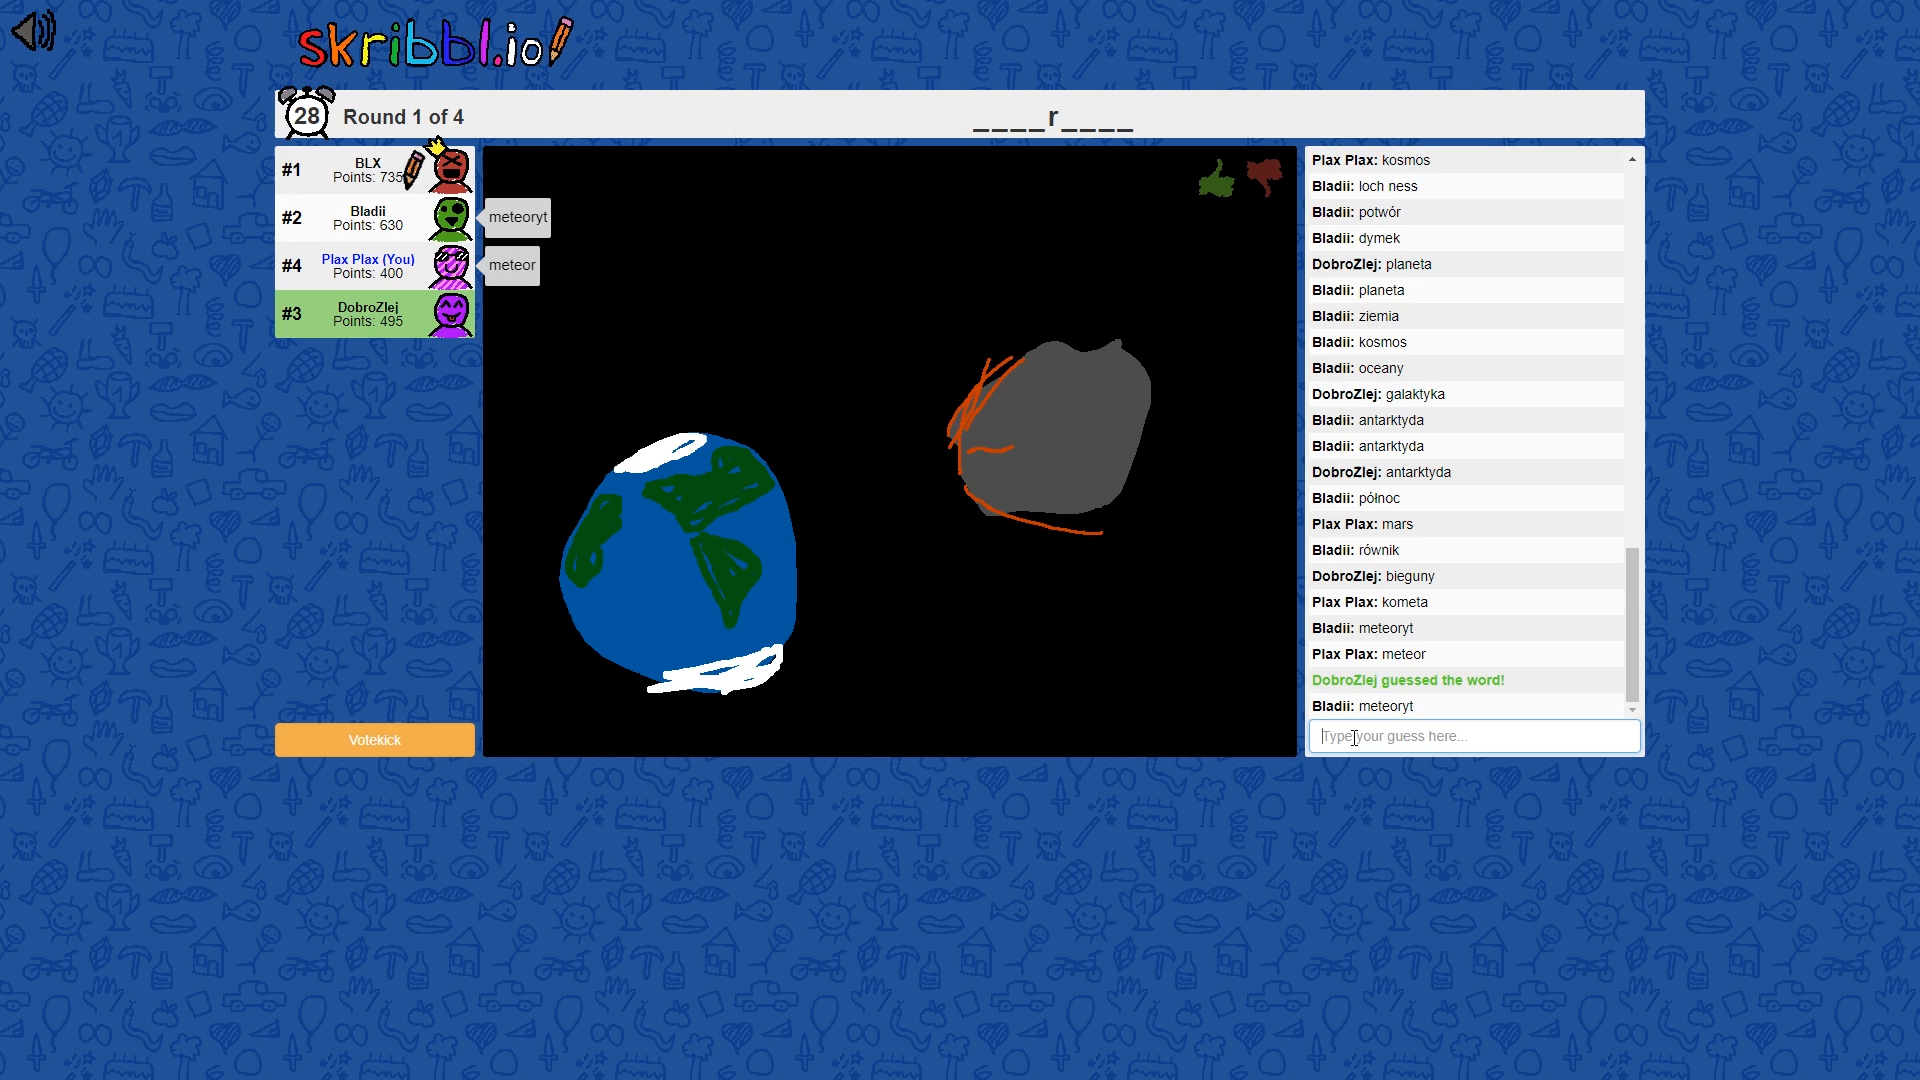 skribbl.io
28 Round 1 of 4 ____r____
#1 BLX
Points: 735
#2 Bladii
Points: 630
meteoryt
#4 Plax Plax (You)
Points: 400
meteor
#3 DobroZlej
Points: 495
Votekick
Plax Plax: kosmos
Bladii: loch ness
Bladii: potwór
Bladii: dymek
DobroZlej: planeta
Bladii: planeta
Bladii: ziemia
Bladii: kosmos
Bladii: oceany
DobroZlej: galaktyka
Bladii: antarktyda
Bladii: antarktyda
DobroZlej: antarktyda
Bladii: północ
Plax Plax: mars
Bladii: równik
DobroZlej: bieguny
Plax Plax: kometa
Bladii: meteoryt
Plax Plax: meteor
DobroZlej guessed the word!
Bladii: meteoryt
Type your guess here...